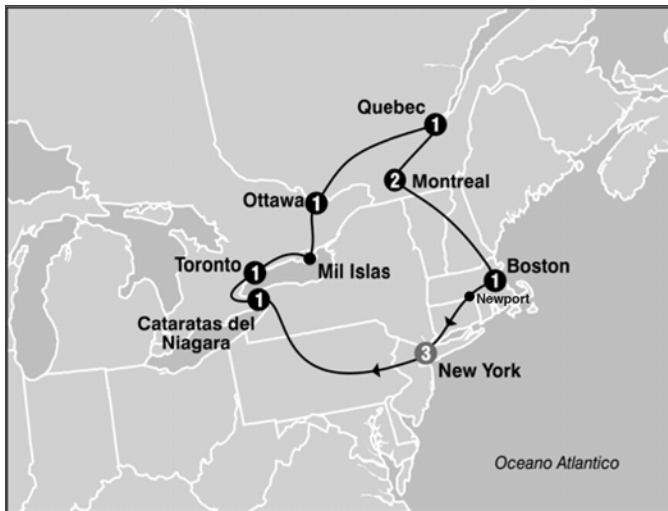 Quebec 1
2 Montreal
Ottawa 1
Toronto 1
Mil Islas
1 Boston
Newport
Cataratas del 1
Niagara
3 New York
Oceano Atlantico